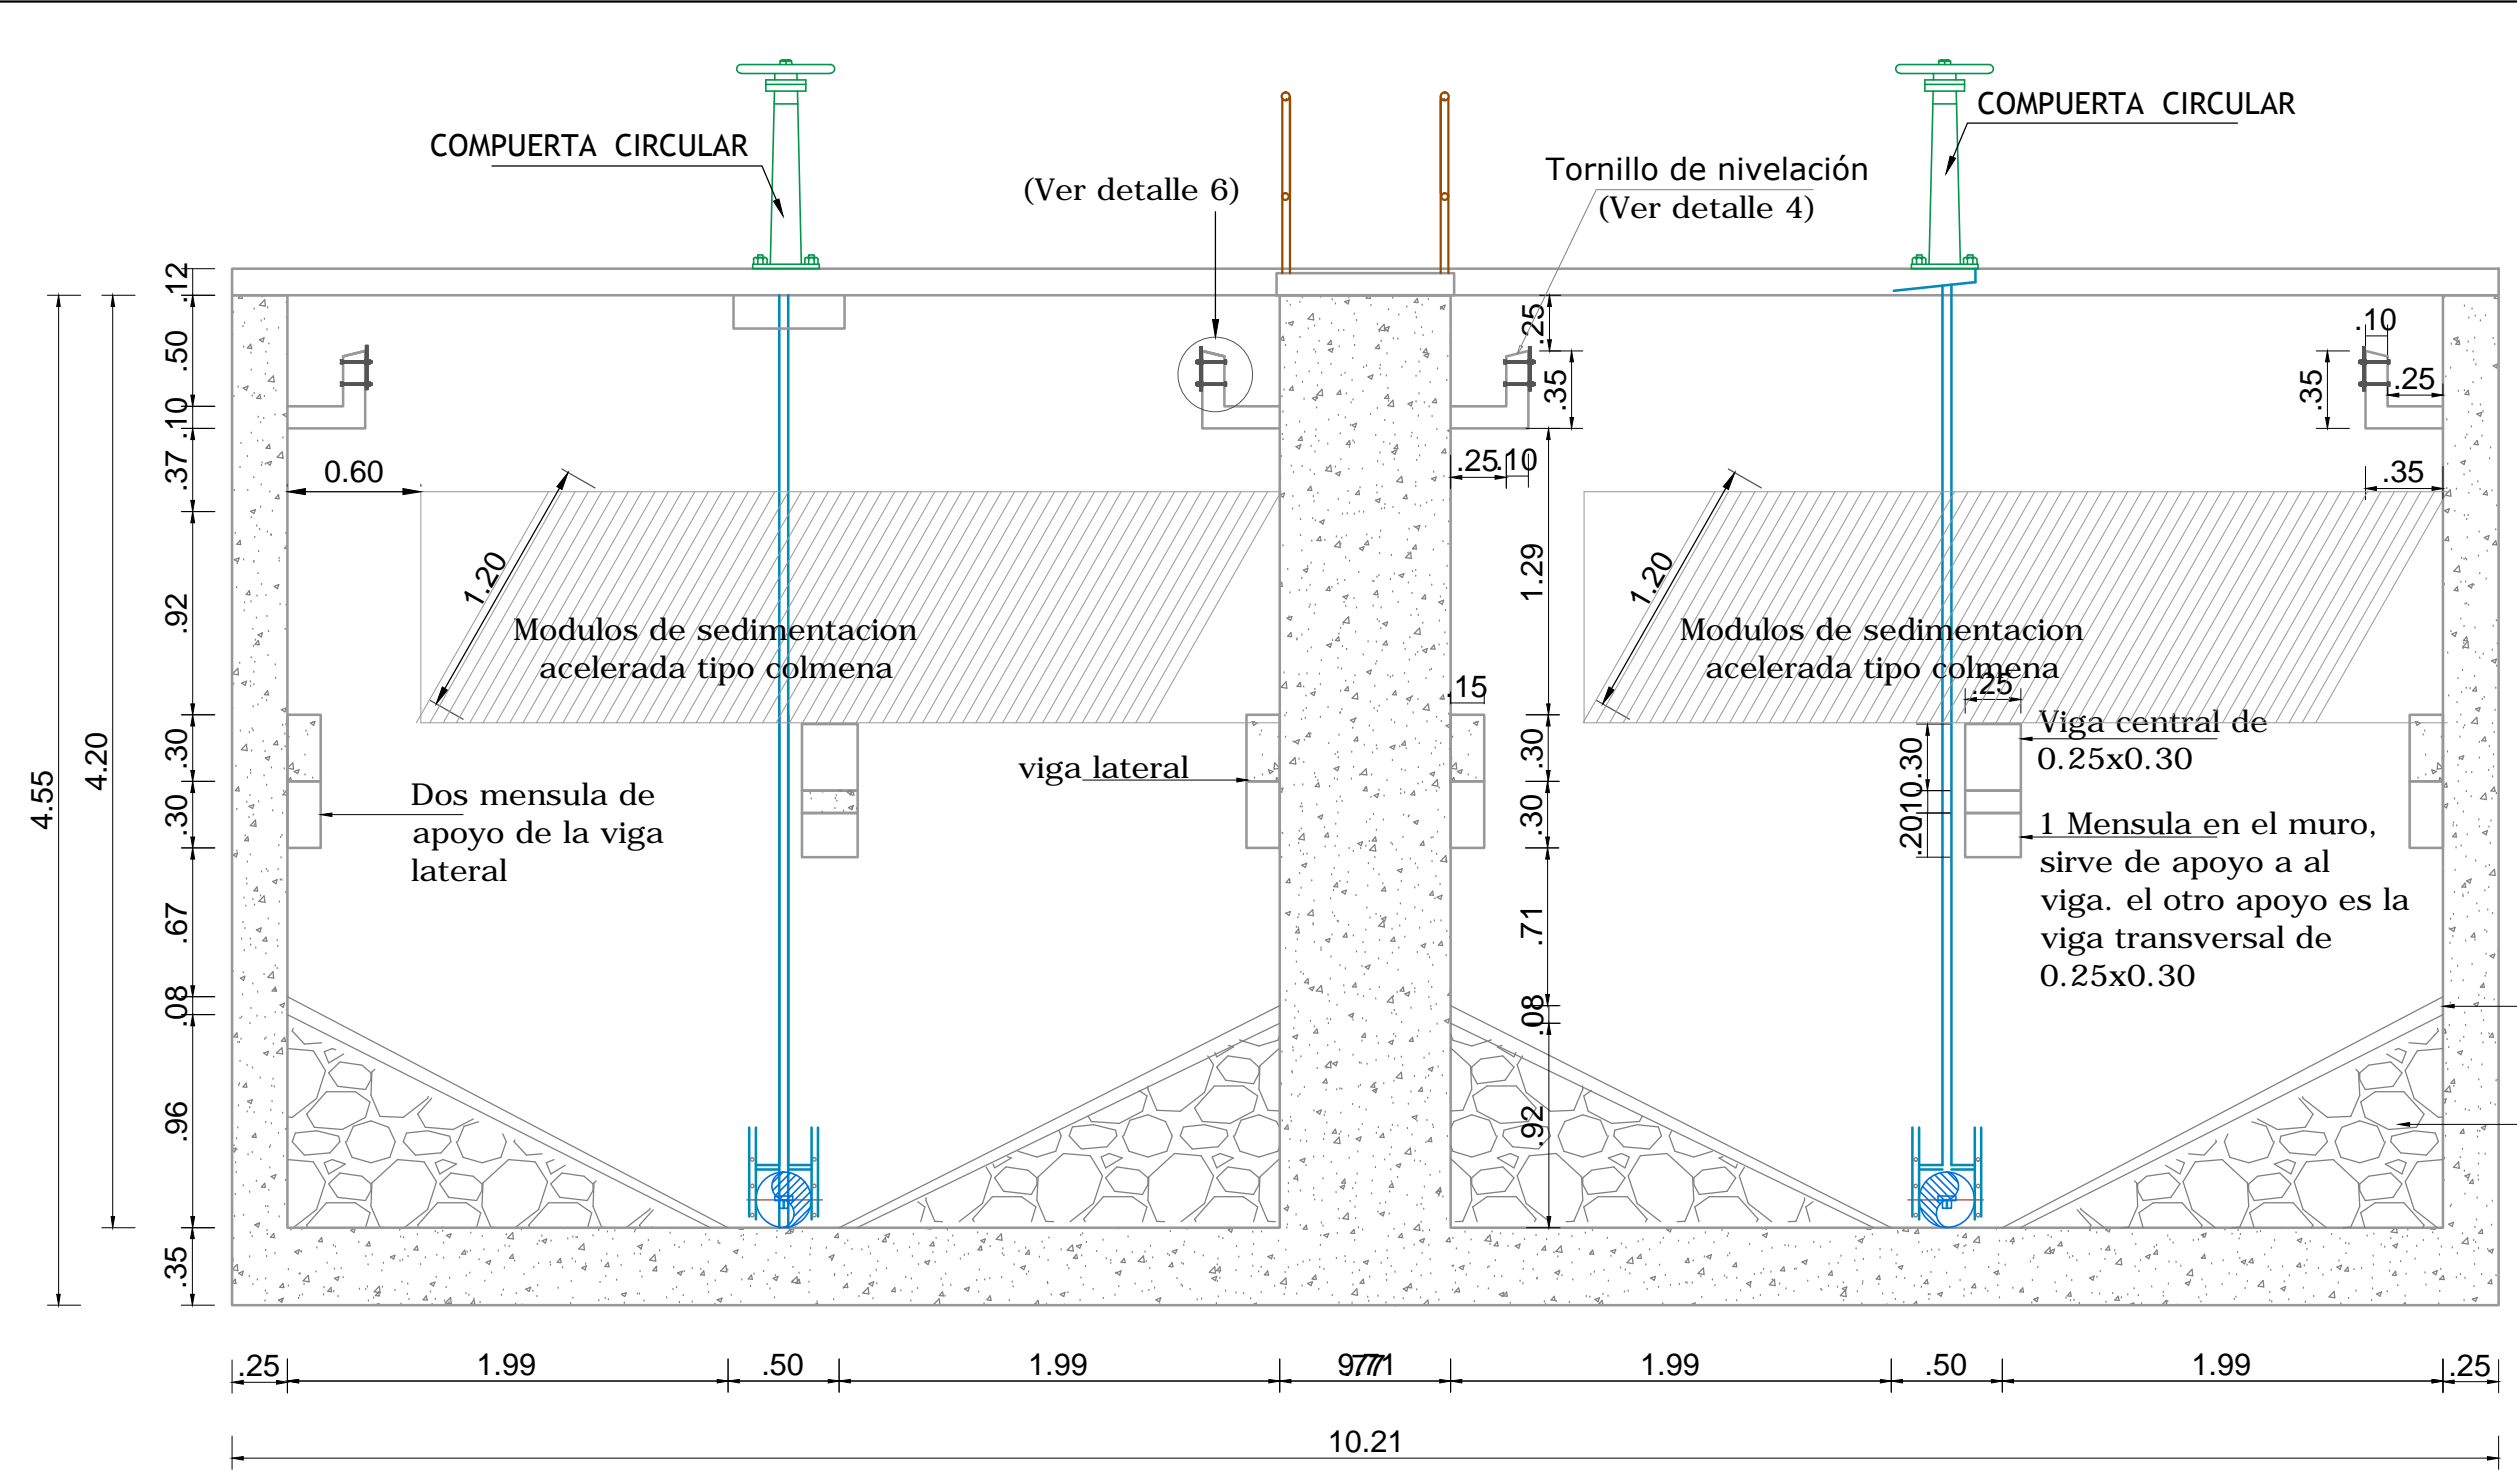 COMPUERTA CIRCULAR
COMPUERTA CIRCULAR
(Ver detalle 6)
Tornillo de nivelación
(Ver detalle 4)
.12
.50
.10
.37
.92
.30
.30
.67
.08
.96
.35
4.55
4.20
0.60
1.20
Modulos de sedimentacion
acelerada tipo colmena
Dos mensula de
apoyo de la viga
lateral
viga lateral
.25
.35
.25
.10
1.29
.15
.30
.30
.71
.08
.92
1.20
Modulos de sedimentacion
acelerada tipo colmena
.10
.35
.25
.35
.25
0.30
.10
.20
Viga central de
0.25x0.30
1 Mensula en el muro,
sirve de apoyo a al
viga. el otro apoyo es la
viga transversal de
0.25x0.30
.25
1.99
.50
1.99
1.99
.50
1.99
.25
10.21